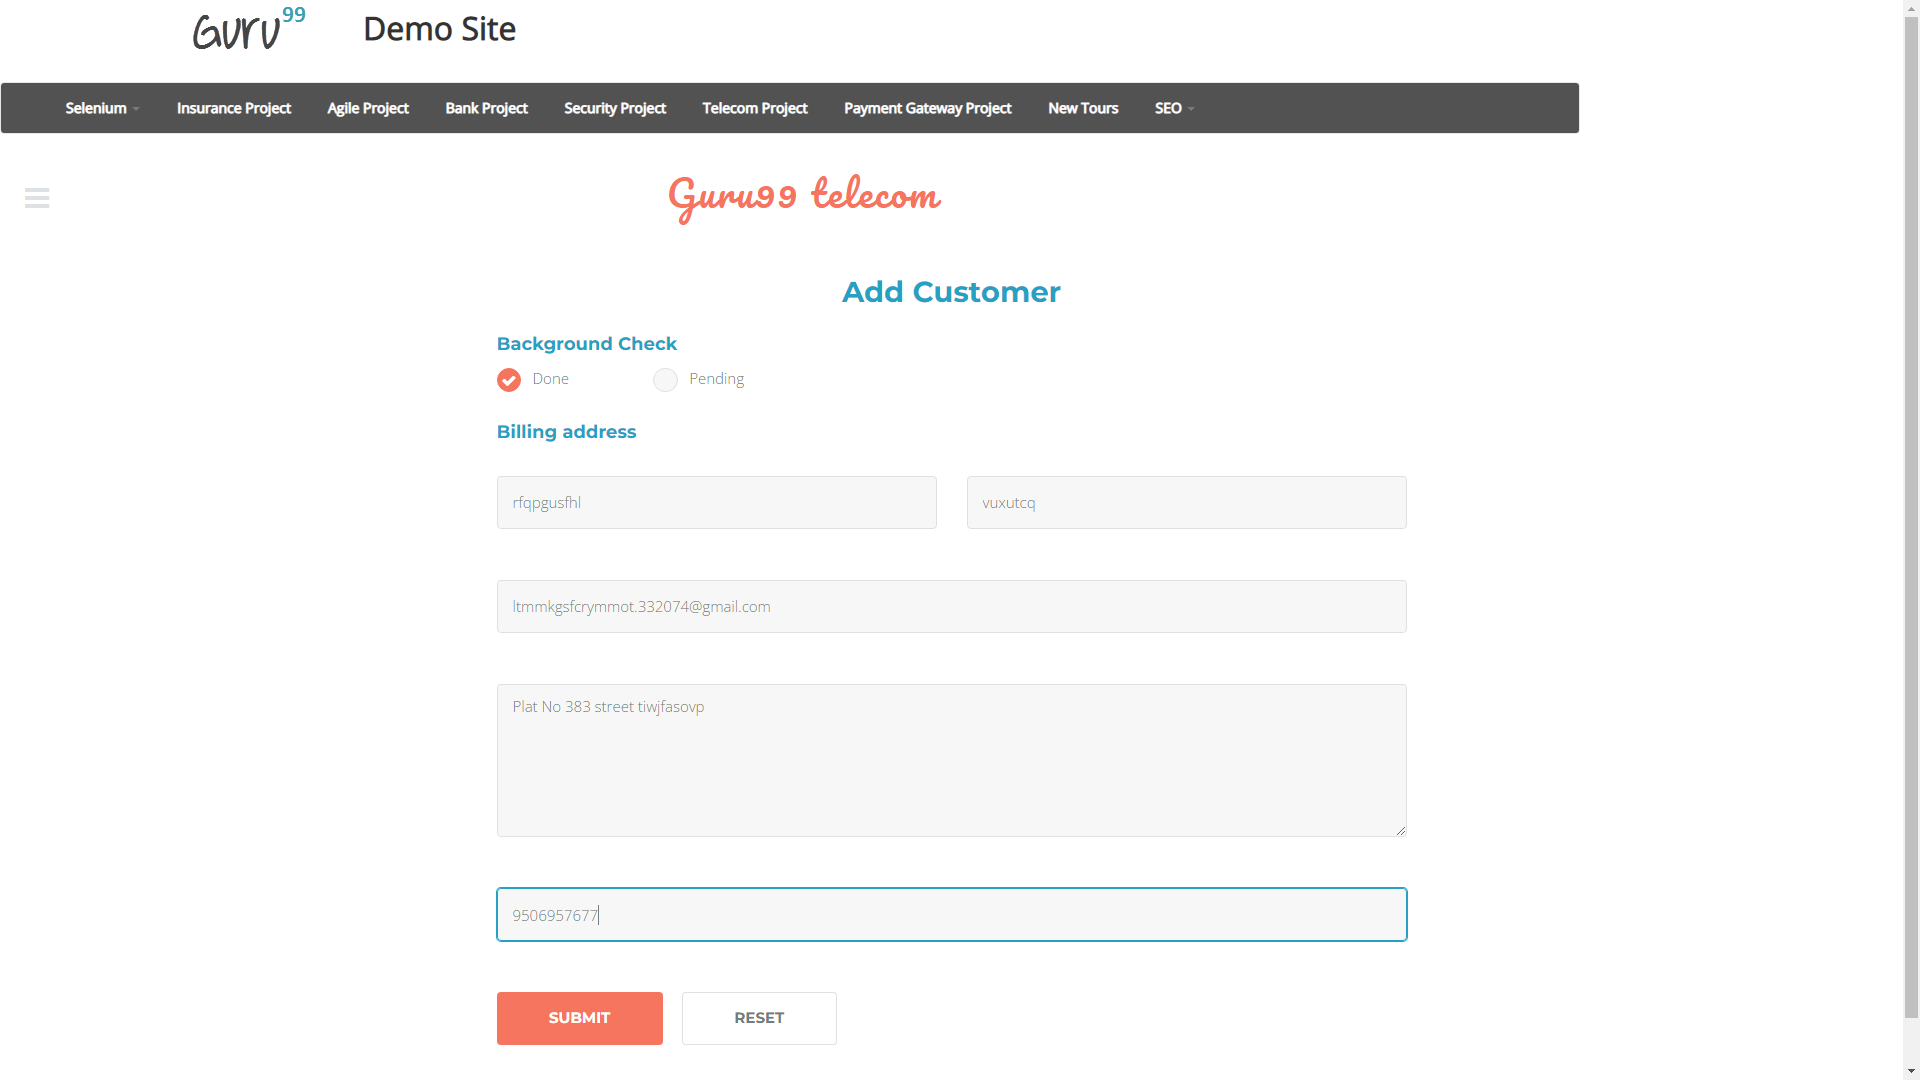 Guru99 Demo Site
Selenium Insurance Project Agile Project Bank Project Security Project Telecom Project Payment Gateway Project New Tours SEO
Guru99 telecom
Add Customer
Background Check
Done Pending
Billing address
rfqpgusfhl vuxutcq
ltmmkgsfcrymmot.332074@gmail.com
Plat No 383 street tiwjfasovp
9506957677
SUBMIT RESET